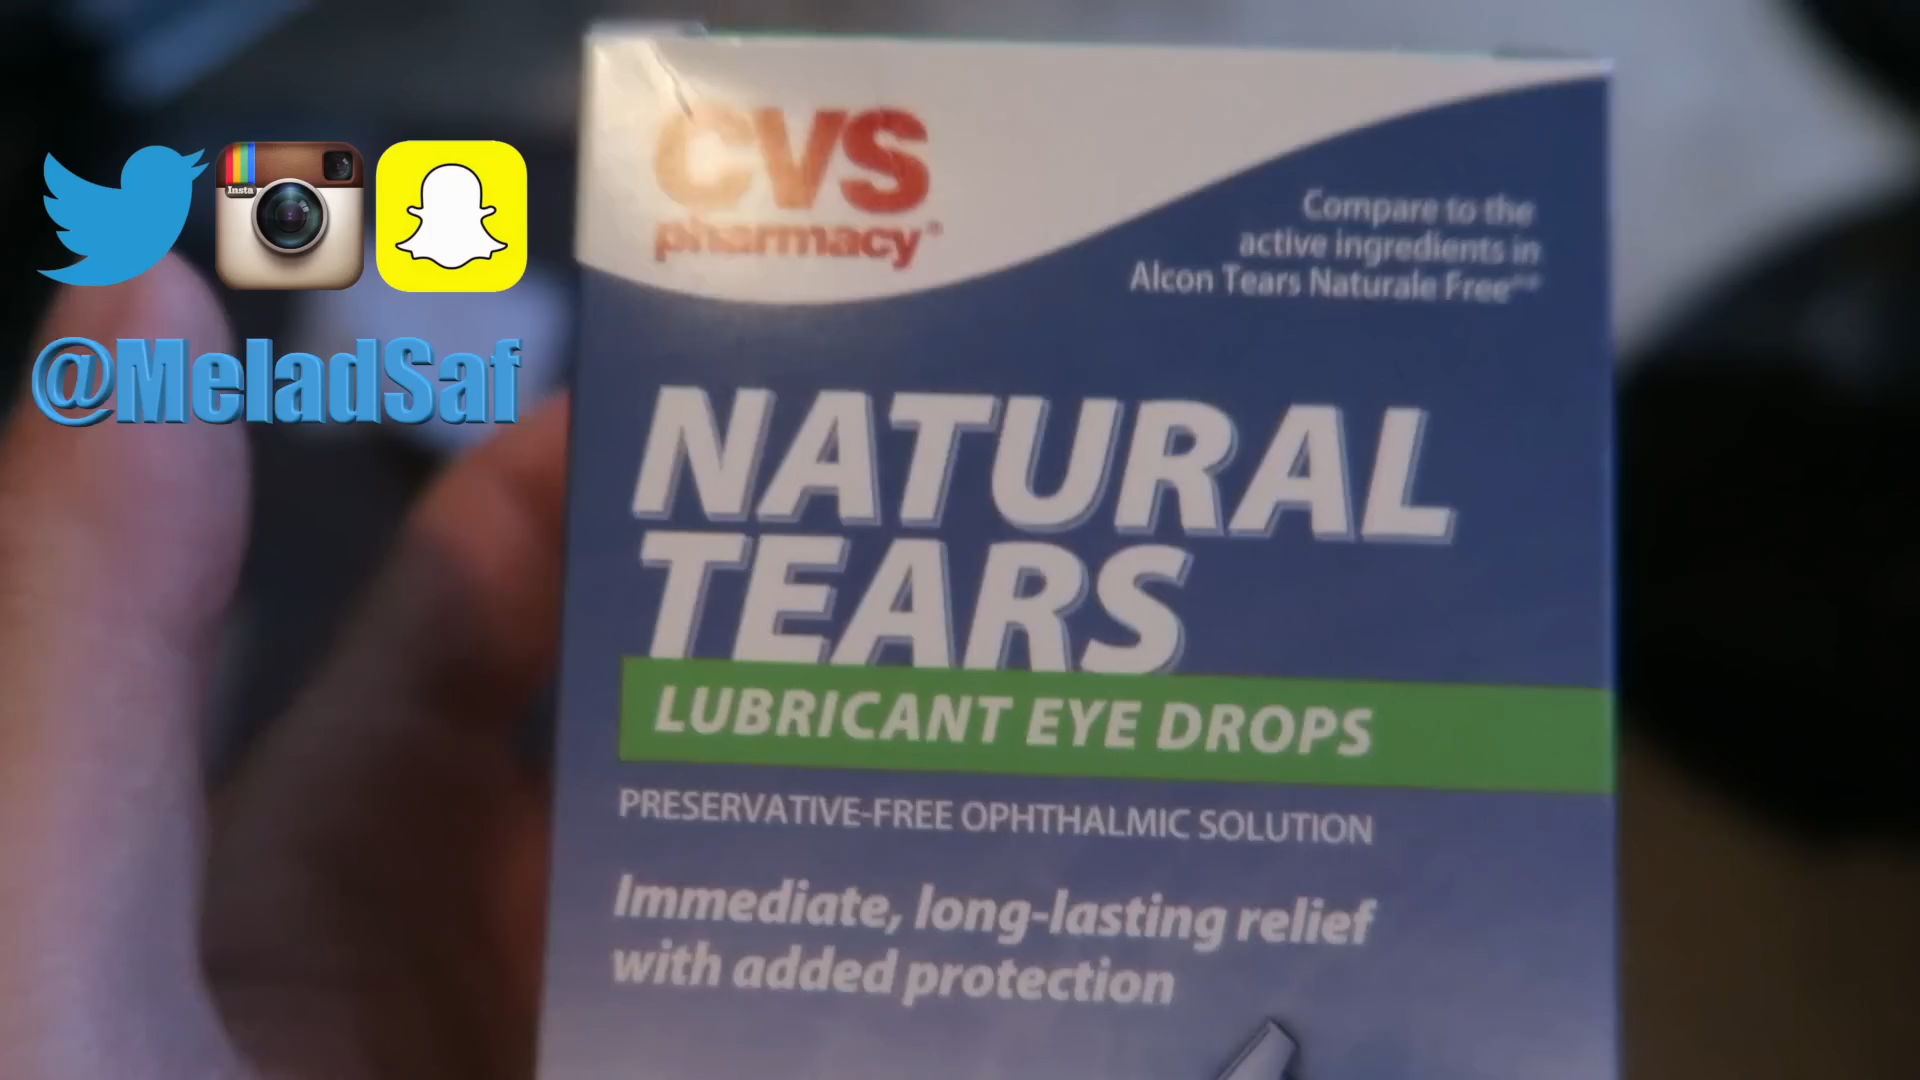 Insta
@MeladSaf
CVS
pharmacy®
Compare to the
active ingredients in
Alcon Tears Naturale Free**
NATURAL
TEARS
LUBRICANT EYE DROPS
PRESERVATIVE-FREE OPHTHALMIC SOLUTION
Immediate, long-lasting relief
with added protection